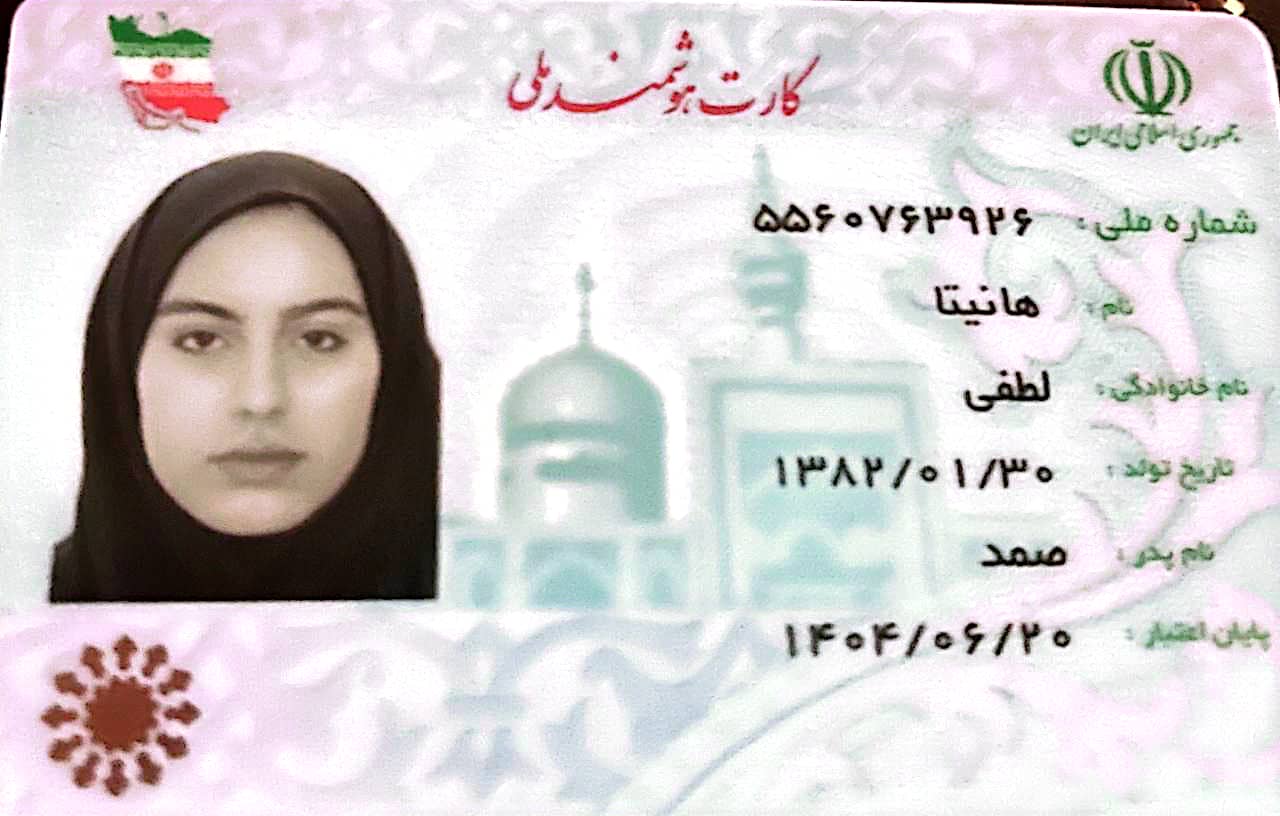 کارت هوشمند ملی
جمهوری اسلامی ایران
شماره ملی: ۵۵۶۰۷۶۳۹۲۶
نام: هانیتا
نام خانوادگی: لطفی
تاریخ تولد: ۱۳۸۲/۰۱/۳۰
نام پدر: صمد
پایان اعتبار: ۱۴۰۴/۰۶/۲۰